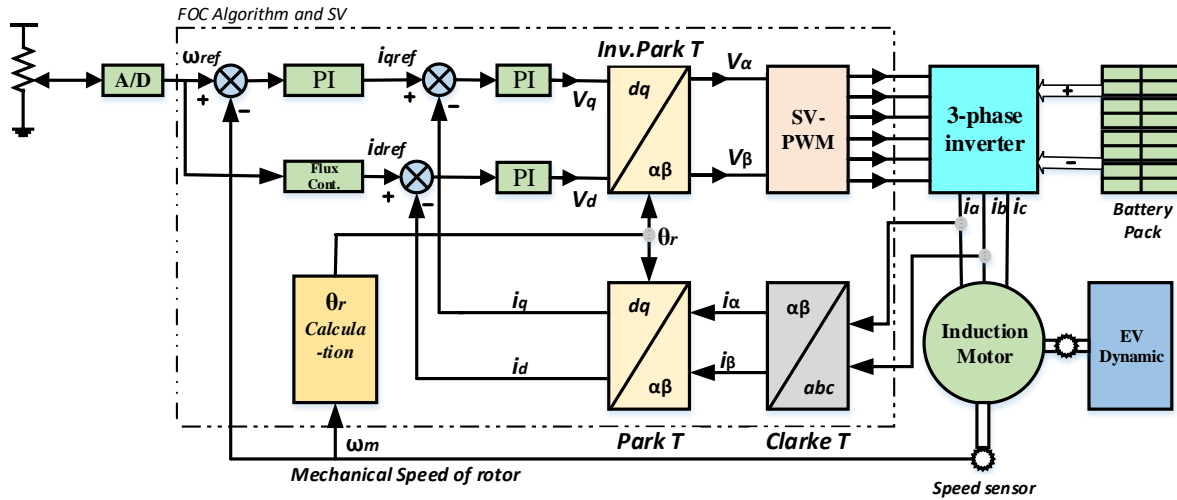 FOC Algorithm and SV
A/D
ωref
+
-
PI
iqref
+
-
PI
Vq
Inv.Park T
dq
αβ
Vα
Vβ
SV-
PWM
3-phase
inverter
+
-
Battery
Pack
Flux
Cont.
idref
+
-
PI
Vd
ia
ib
ic
θr
θr
Calcula
-tion
iq
id
dq
αβ
Park T
iα
iβ
αβ
abc
Clarke T
Induction
Motor
EV
Dynamic
ωm
Mechanical Speed of rotor
Speed sensor